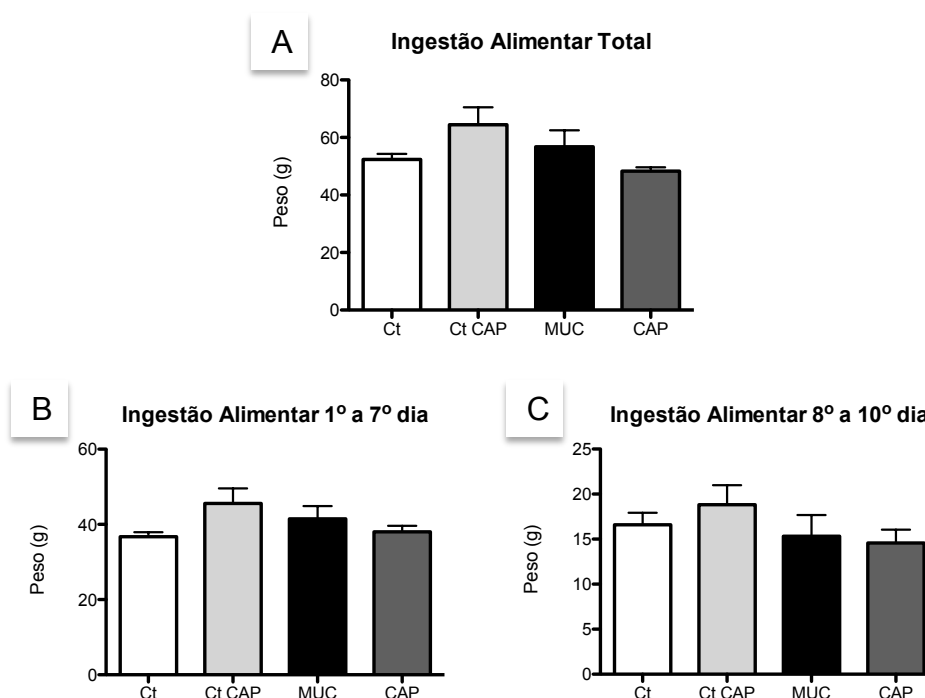 A
Ingestão Alimentar Total
80
60
40
20
0
Peso (g)
Ct Ct CAP MUC CAP
B
Ingestão Alimentar 1º a 7º dia
60
40
20
0
Peso (g)
Ct Ct CAP MUC CAP
C
Ingestão Alimentar 8º a 10º dia
25
20
15
10
5
0
Peso (g)
Ct Ct CAP MUC CAP